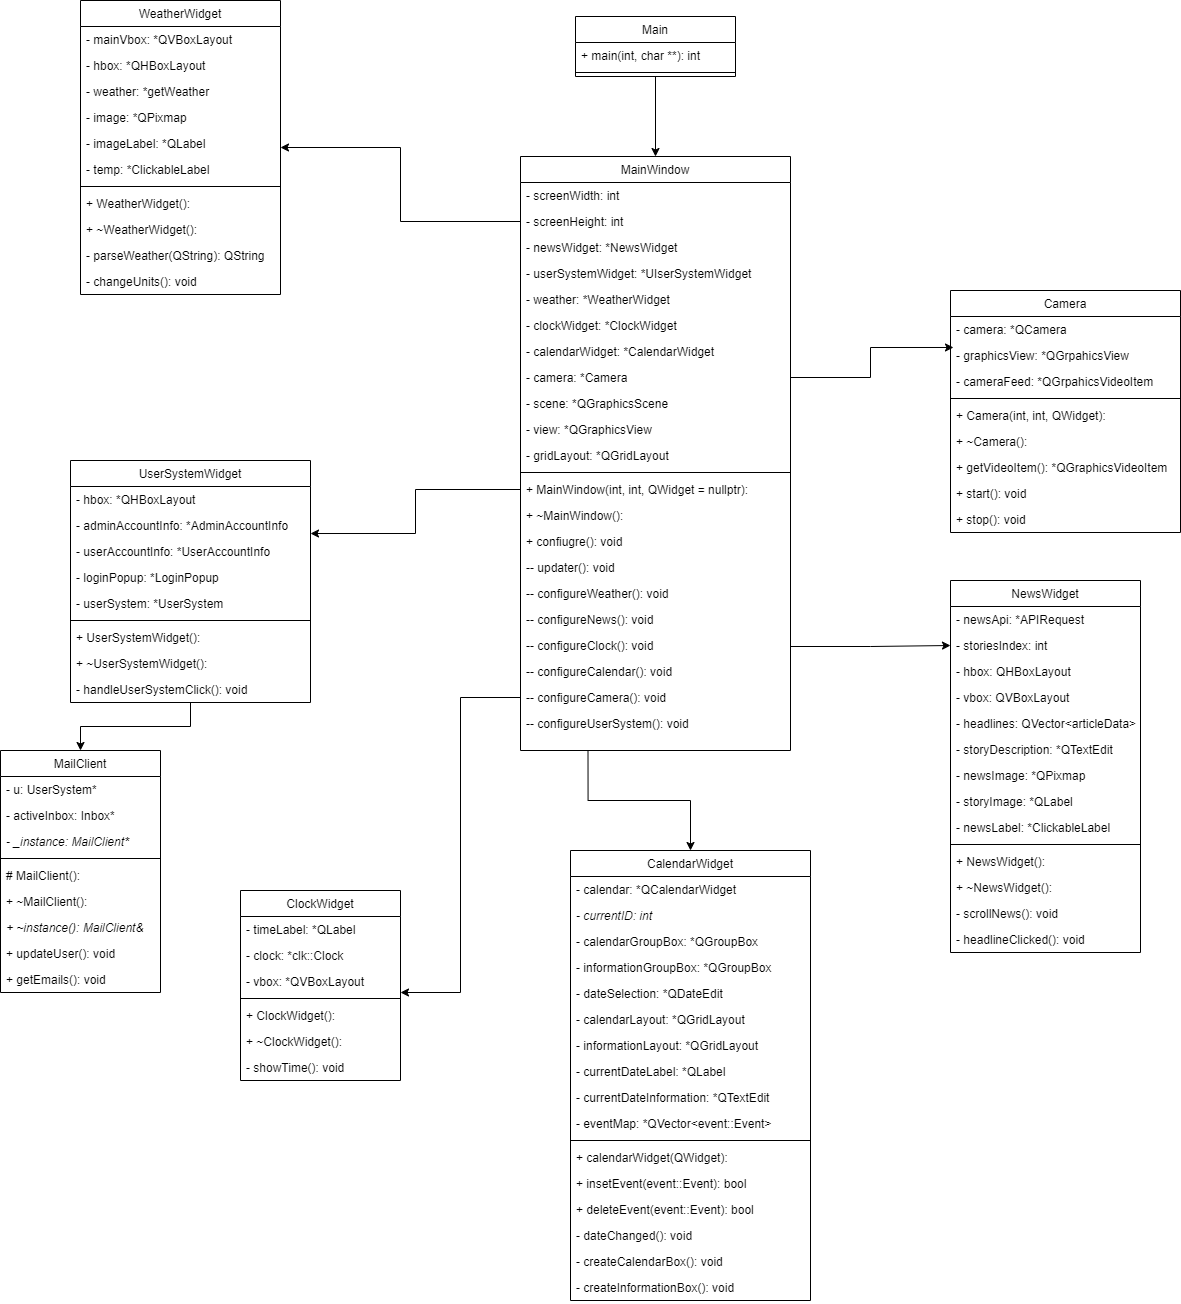 WeatherWidget
- mainVbox: *QVBoxLayout
- hbox: *QHBoxLayout
- weather: *getWeather
- image: *QPixmap
- imageLabel: *QLabel
- temp: *ClickableLabel
+ WeatherWidget():
+ ~WeatherWidget():
- parseWeather(QString): QString
- changeUnits(): void
Main
+ main(int, char **): int
MainWindow
- screenWidth: int
- screenHeight: int
- newsWidget: *NewsWidget
- userSystemWidget: *UIserSystemWidget
- weather: *WeatherWidget
- clockWidget: *ClockWidget
- calendarWidget: *CalendarWidget
- camera: *Camera
- scene: *QGraphicsScene
- view: *QGraphicsView
- gridLayout: *QGridLayout
+ MainWindow(int, int, QWidget = nullptr):
+ ~MainWindow():
+ confiugre(): void
-- updater(): void
-- configureWeather(): void
-- configureNews(): void
-- configureClock(): void
-- configureCalendar(): void
-- configureCamera(): void
-- configureUserSystem(): void
Camera
- camera: *QCamera
- graphicsView: *QGrpahicsView
- cameraFeed: *QGrpahicsVideoItem
+ Camera(int, int, QWidget):
+ ~Camera():
+ getVideoItem(): *QGraphicsVideoItem
+ start(): void
+ stop(): void
UserSystemWidget
- hbox: *QHBoxLayout
- adminAccountInfo: *AdminAccountInfo
- userAccountInfo: *UserAccountInfo
- loginPopup: *LoginPopup
- userSystem: *UserSystem
+ UserSystemWidget():
+ ~UserSystemWidget():
- handleUserSystemClick(): void
NewsWidget
- newsApi: *APIRequest
- storiesIndex: int
- hbox: QHBoxLayout
- vbox: QVBoxLayout
- headlines: QVector<articleData>
- storyDescription: *QTextEdit
- newsImage: *QPixmap
- storyImage: *QLabel
- newsLabel: *ClickableLabel
+ NewsWidget():
+ ~NewsWidget():
- scrollNews(): void
- headlineClicked(): void
MailClient
- u: UserSystem*
- activeInbox: Inbox*
- _instance: MailClient*
# MailClient():
+ ~MailClient():
+ ~instance(): MailClient&
+ updateUser(): void
+ getEmails(): void
ClockWidget
- timeLabel: *QLabel
- clock: *clk::Clock
- vbox: *QVBoxLayout
+ ClockWidget():
+ ~ClockWidget():
- showTime(): void
CalendarWidget
- calendar: *QCalendarWidget
- currentID: int
- calendarGroupBox: *QGroupBox
- informationGroupBox: *QGroupBox
- dateSelection: *QDateEdit
- calendarLayout: *QGridLayout
- informationLayout: *QGridLayout
- currentDateLabel: *QLabel
- currentDateInformation: *QTextEdit
- eventMap: *QVector<event::Event>
+ calendarWidget(QWidget):
+ insetEvent(event::Event): bool
+ deleteEvent(event::Event): bool
- dateChanged(): void
- createCalendarBox(): void
- createInformationBox(): void